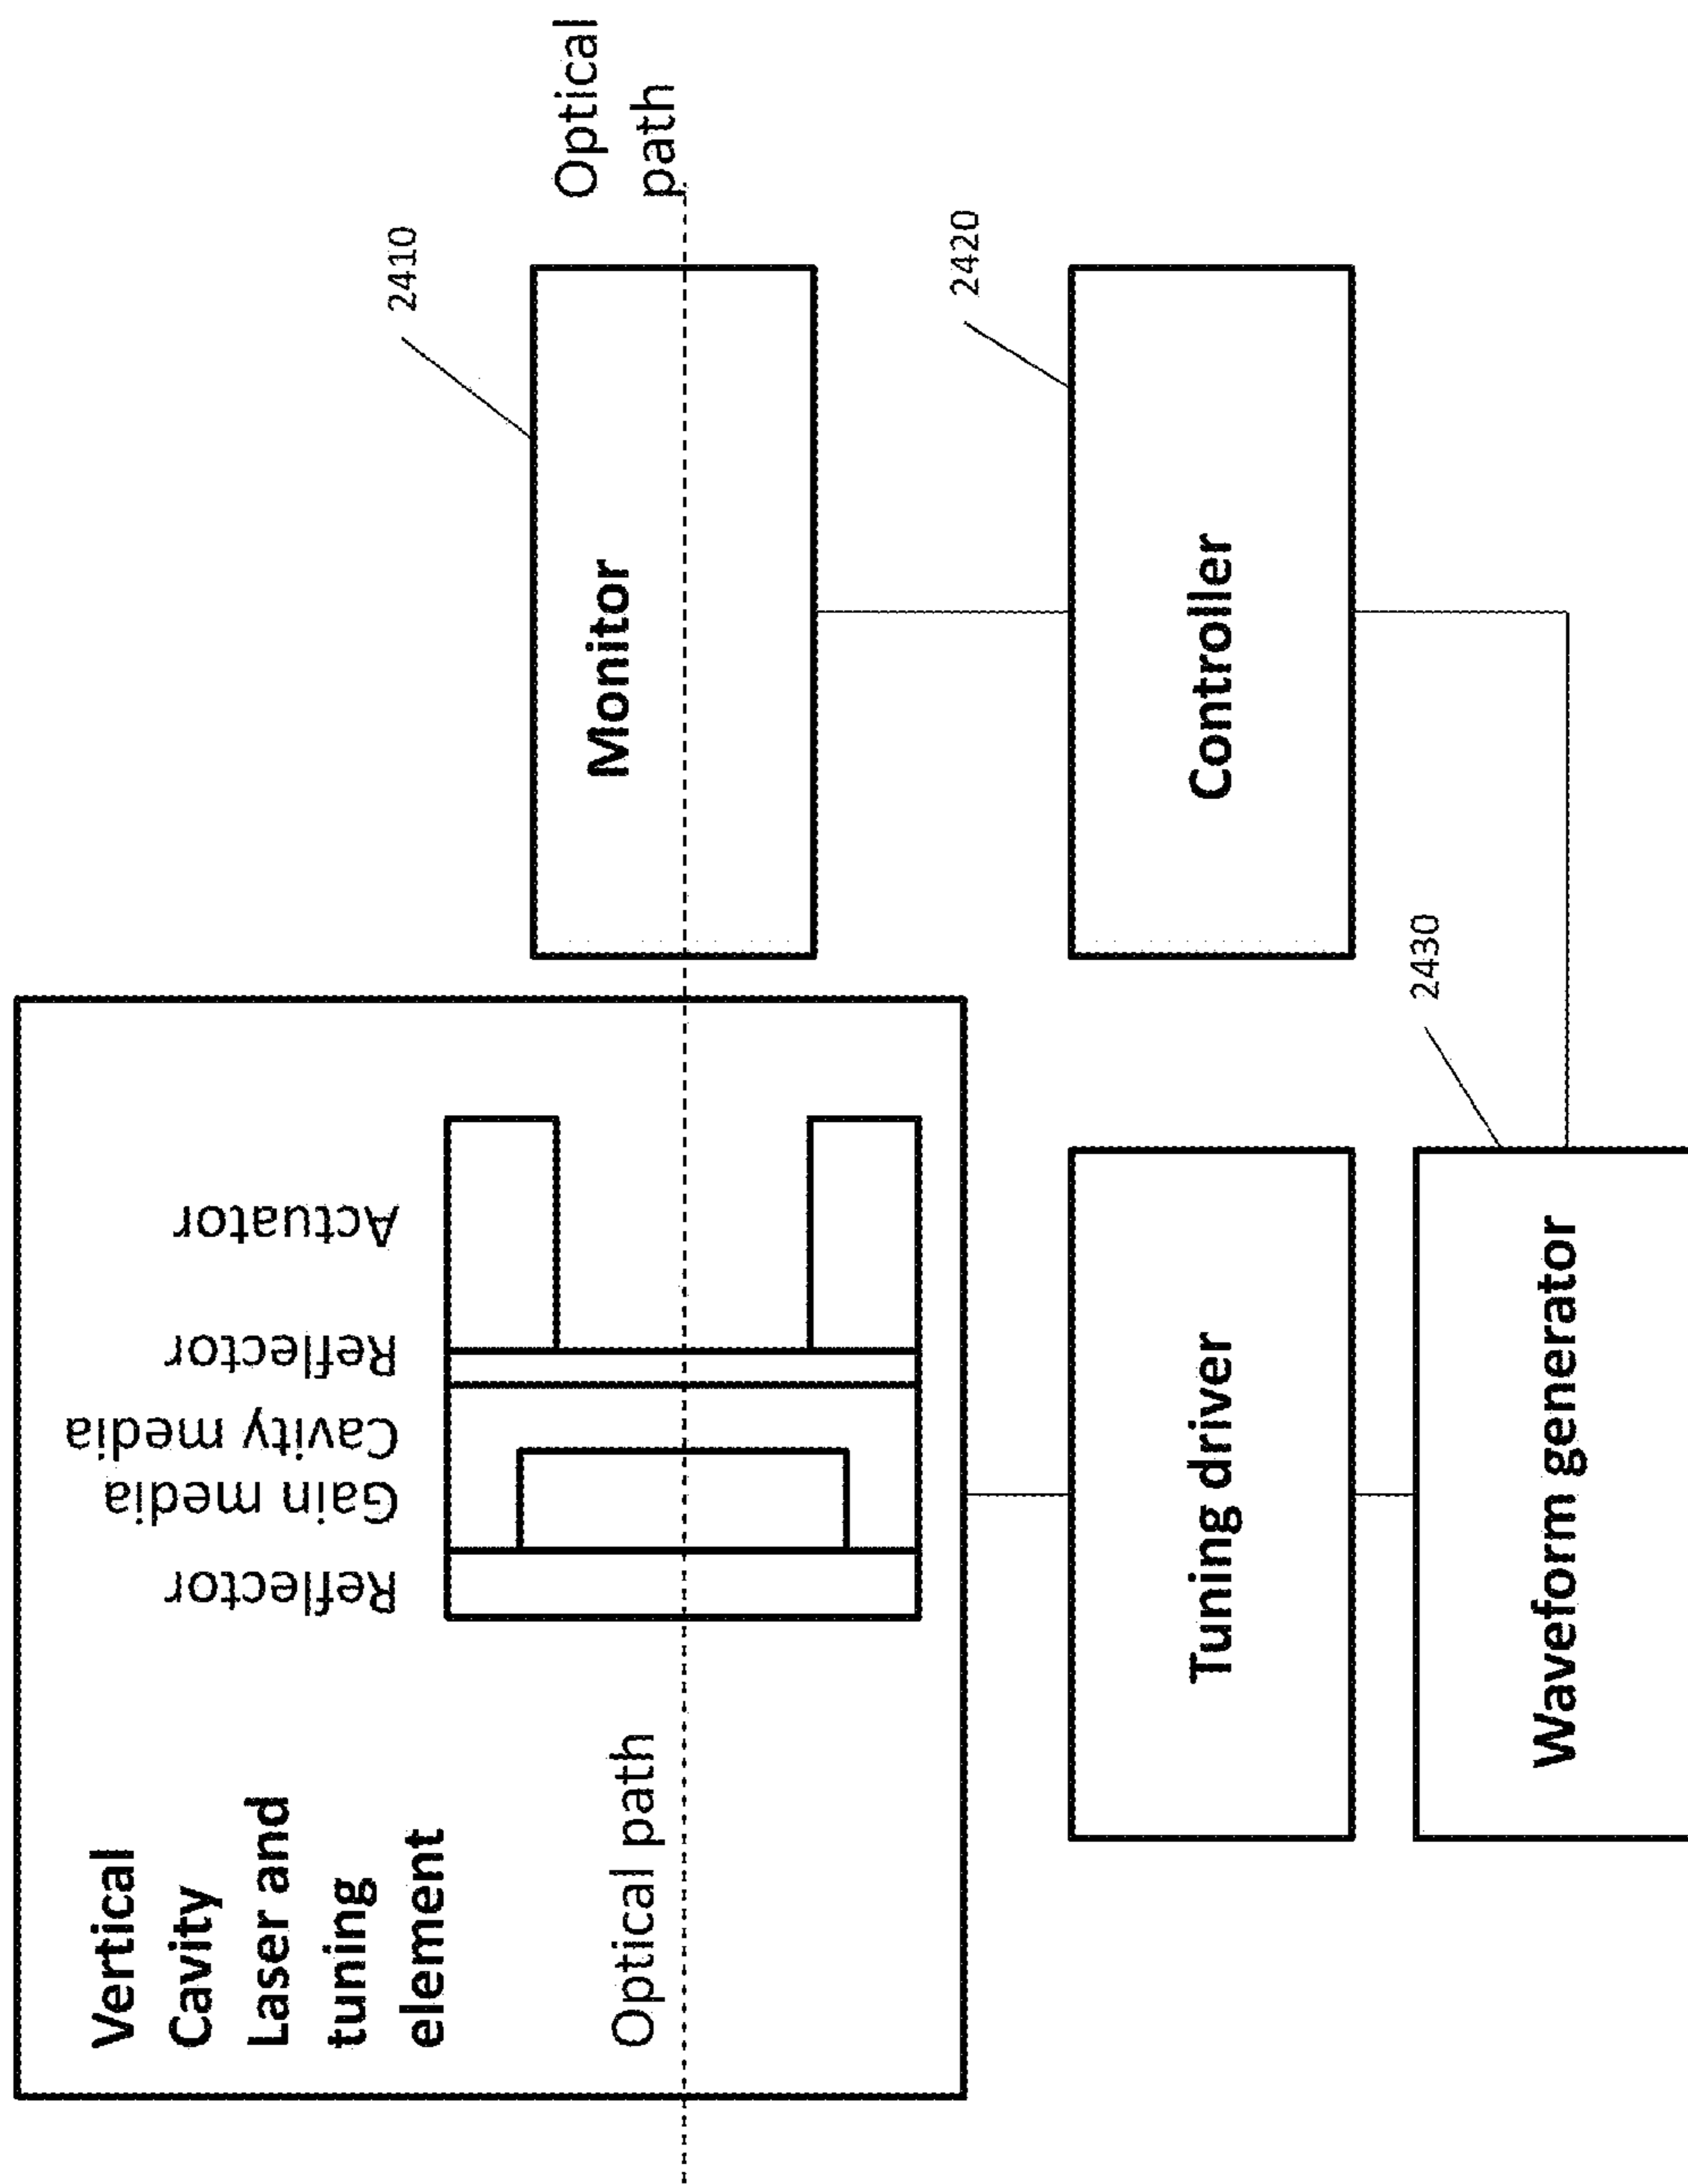 Vertical
Cavity
Laser and
tuning
element
Reflector
Gain media
Cavity media
Reflector
Actuator
Optical path
Optical
path
2410
Monitor
2420
Controller
Tuning driver
2430
Waveform generator